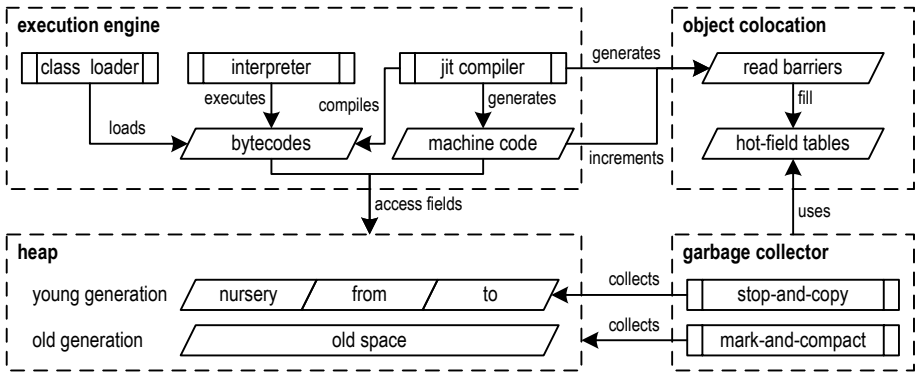 execution engine
object colocation
class loader
interpreter
jit compiler
generates
read barriers
executes
compiles
generates
fill
loads
bytecodes
machine code
increments
hot-field tables
access fields
uses
heap
garbage collector
young generation
nursery
from
to
collects
stop-and-copy
old generation
old space
collects
mark-and-compact